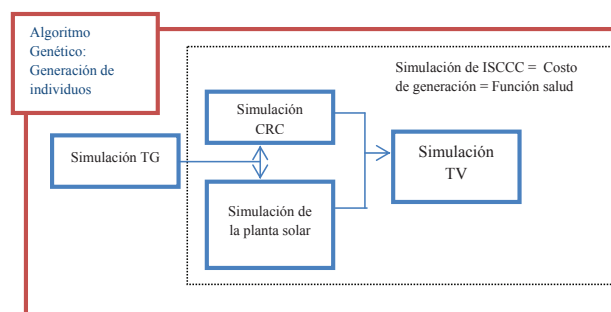 Algoritmo
Genético:
Generación de
individuos
Simulación de ISCCC = Costo
de generación = Función salud
Simulación
CRC
Simulación TG
Simulación
TV
Simulación de
la planta solar